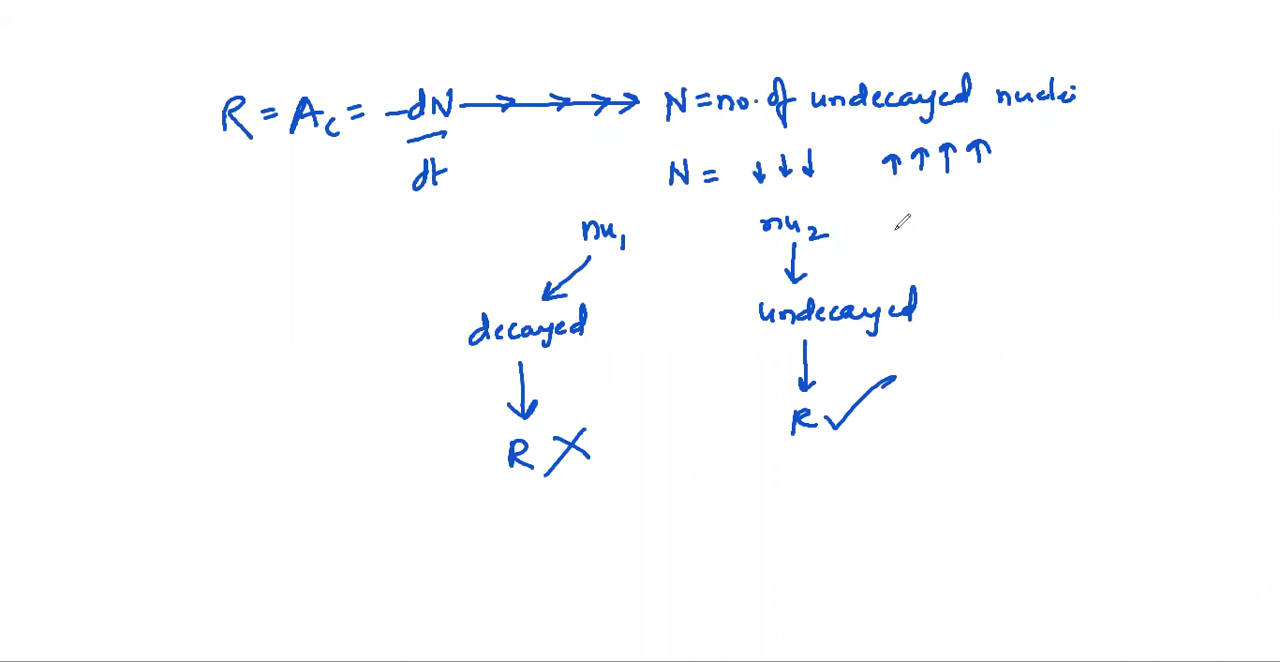 R = A_c = -dN/dt →→→→ N = no. of undecayed nuclei
N = ↓↓↓ ↑↑↑↑
nu₁ nu₂
decayed undecayed
R ✗ R ✓